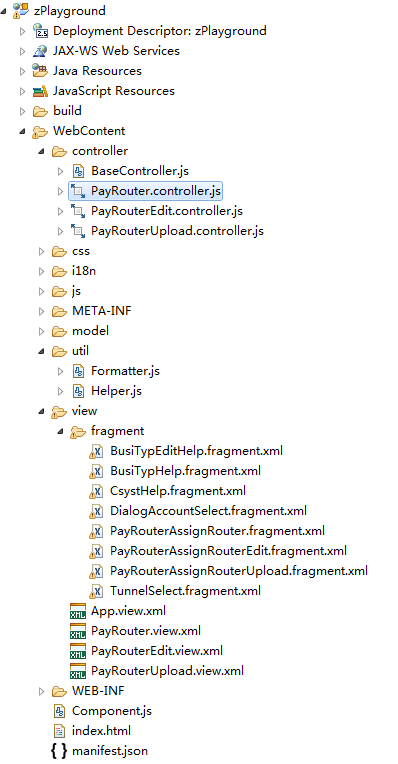 zPlayground
Deployment Descriptor: zPlayground
JAX-WS Web Services
Java Resources
JavaScript Resources
build
WebContent
controller
BaseController.js
PayRouter.controller.js
PayRouterEdit.controller.js
PayRouterUpload.controller.js
css
i18n
js
META-INF
model
util
Formatter.js
Helper.js
view
fragment
BusiTypEditHelp.fragment.xml
BusiTypHelp.fragment.xml
CsystHelp.fragment.xml
DialogAccountSelect.fragment.xml
PayRouterAssignRouter.fragment.xml
PayRouterAssignRouterEdit.fragment.xml
PayRouterAssignRouterUpload.fragment.xml
TunnelSelect.fragment.xml
App.view.xml
PayRouter.view.xml
PayRouterEdit.view.xml
PayRouterUpload.view.xml
WEB-INF
Component.js
index.html
manifest.json